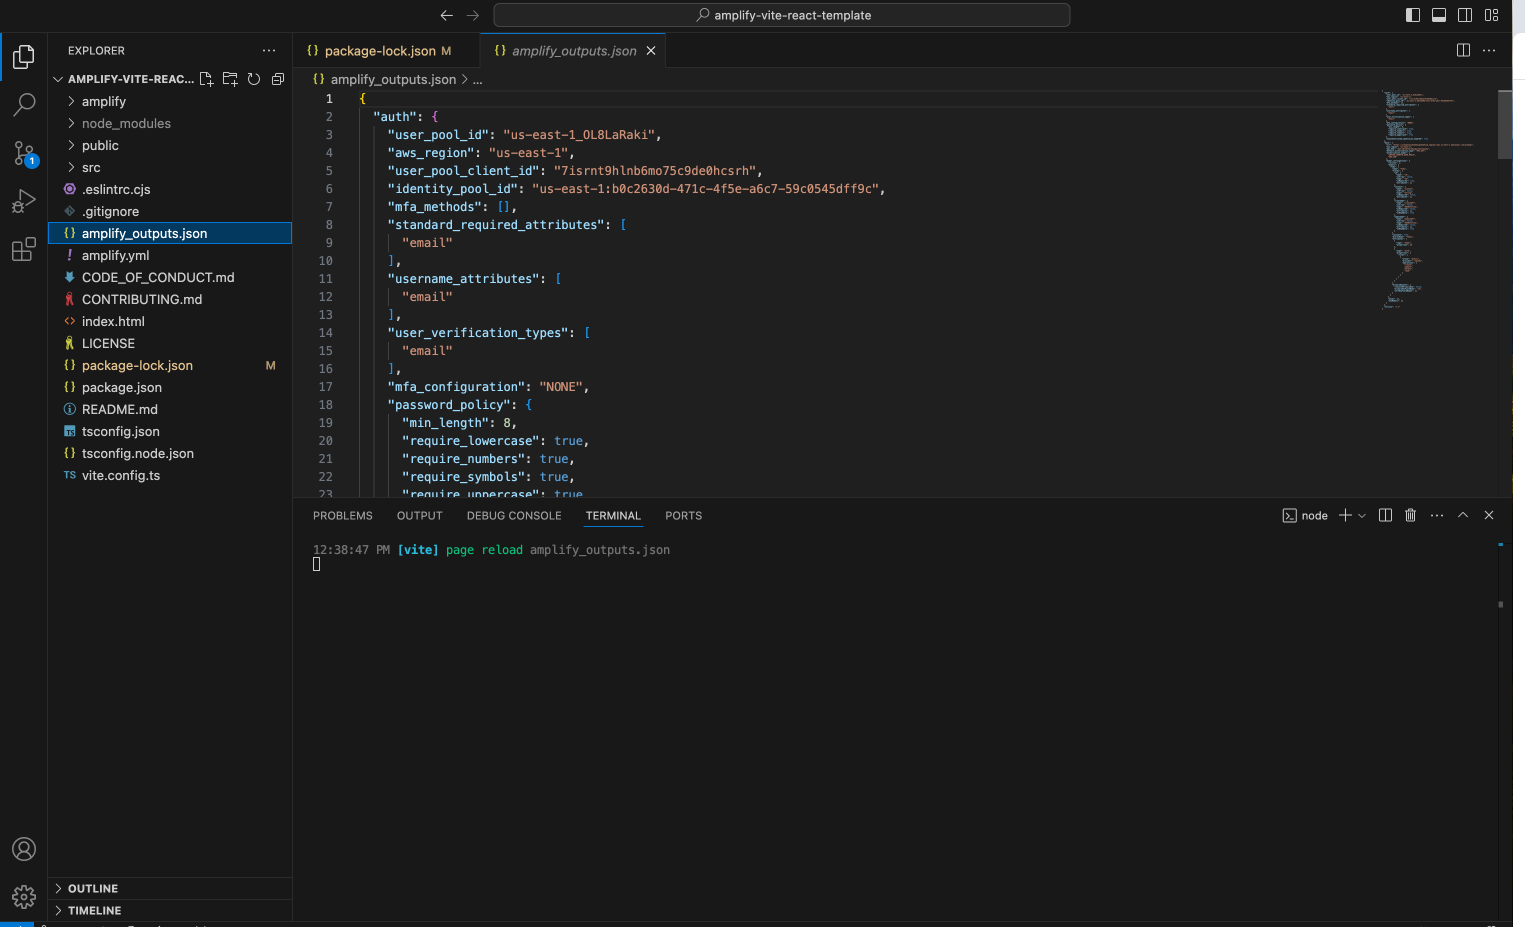 amplify-vite-react-template
EXPLORER
AMPLIFY-VITE-REAC...
amplify
node_modules
public
src
.eslintrc.cjs
.gitignore
amplify_outputs.json
amplify.yml
CODE_OF_CONDUCT.md
CONTRIBUTING.md
index.html
LICENSE
package-lock.json M
package.json
README.md
tsconfig.json
tsconfig.node.json
TS vite.config.ts
OUTLINE
TIMELINE
1
{} package-lock.json M
{} amplify_outputs.json
{} amplify_outputs.json > ...
1 {
2 "auth": {
3 "user_pool_id": "us-east-1_OL8LaRaki",
4 "aws_region": "us-east-1",
5 "user_pool_client_id": "7isrnt9hlnb6mo75c9de0hcsrh",
6 "identity_pool_id": "us-east-1:b0c2630d-471c-4f5e-a6c7-59c0545dff9c",
7 "mfa_methods": [],
8 "standard_required_attributes": [
9 "email"
10 ],
11 "username_attributes": [
12 "email"
13 ],
14 "user_verification_types": [
15 "email"
16 ],
17 "mfa_configuration": "NONE",
18 "password_policy": {
19 "min_length": 8,
20 "require_lowercase": true,
21 "require_numbers": true,
22 "require_symbols": true,
23 "require_uppercase": true
PROBLEMS OUTPUT DEBUG CONSOLE TERMINAL PORTS
node
12:38:47 PM [vite] page reload amplify_outputs.json